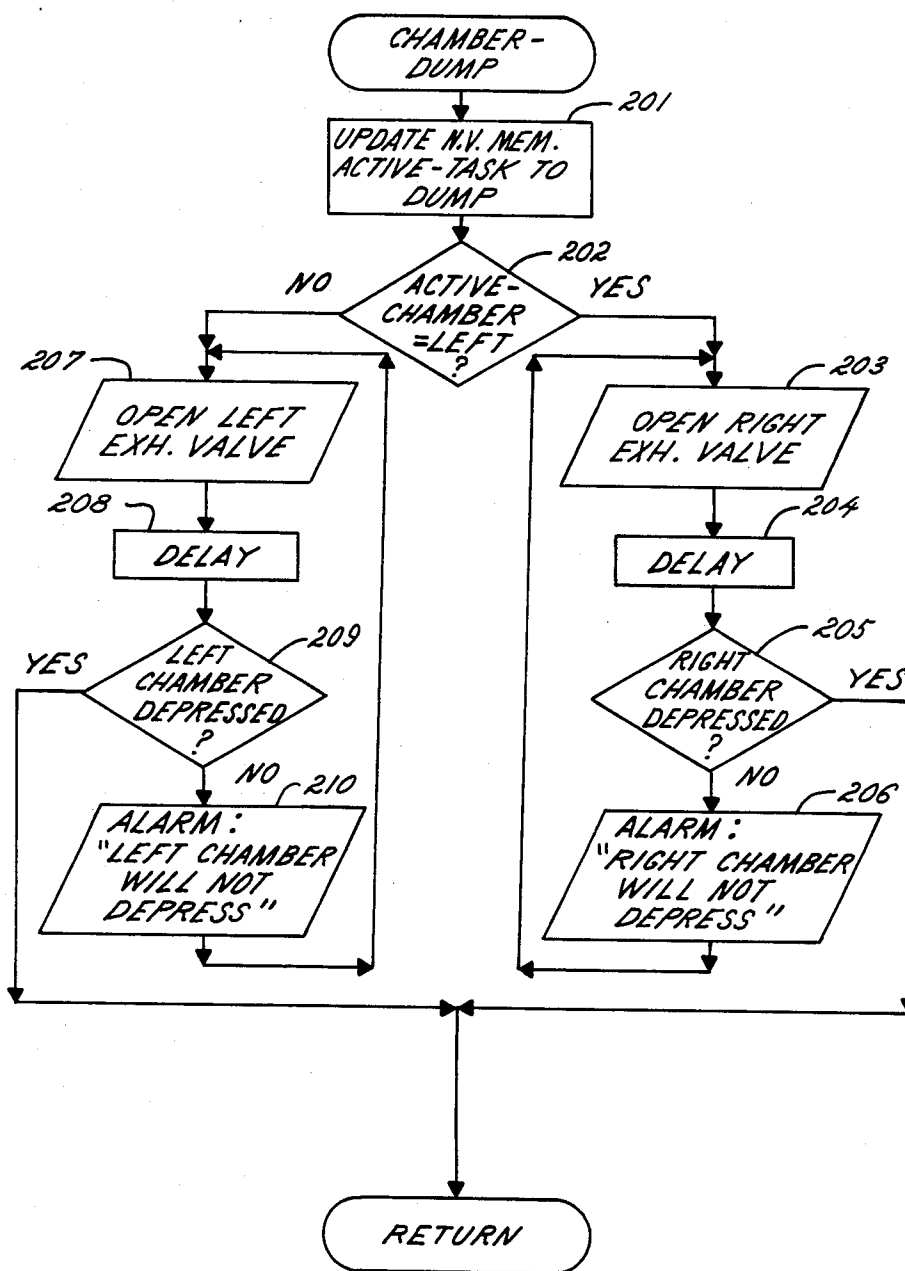 CHAMBER-
DUMP
201
UPDATE N.V. MEM.
ACTIVE-TASK TO
DUMP
202
NO
ACTIVE-
CHAMBER
=LEFT
?
YES
207
OPEN LEFT
EXH. VALVE
203
OPEN RIGHT
EXH. VALVE
208
DELAY
204
DELAY
209
YES
LEFT
CHAMBER
DEPRESSED
?
NO
205
RIGHT
CHAMBER
DEPRESSED
?
YES
NO
210
ALARM:
"LEFT CHAMBER
WILL NOT
DEPRESS"
206
ALARM:
"RIGHT CHAMBER
WILL NOT
DEPRESS"
RETURN